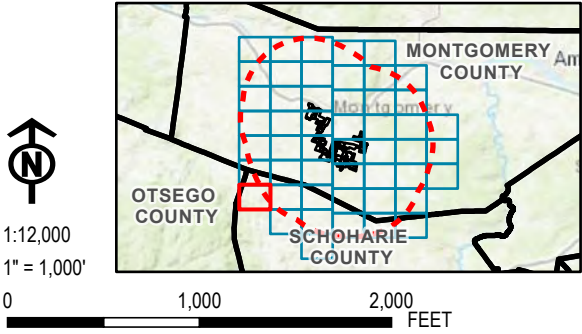 MONTGOMERY
COUNTY
Am
Montgomery
N
OTSEGO
COUNTY
SCHOHARIE
COUNTY
1:12,000
1" = 1,000'
0 1,000 2,000
FEET